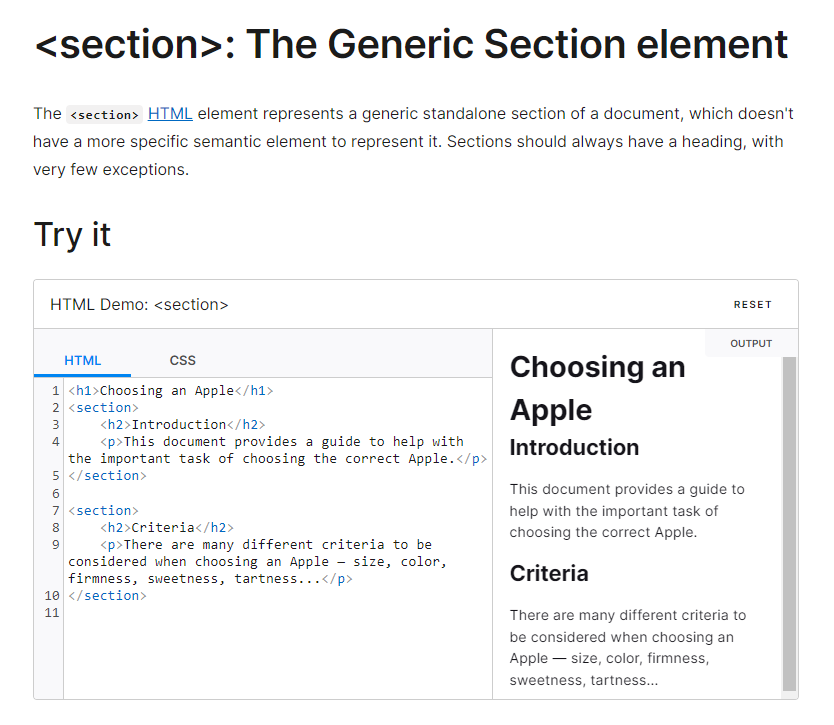 <section>: The Generic Section element
The <section> HTML element represents a generic standalone section of a document, which doesn't
have a more specific semantic element to represent it. Sections should always have a heading, with
very few exceptions.
Try it
HTML Demo: <section>
RESET
HTML
CSS
1 <h1>Choosing an Apple</h1>
2 <section>
3     <h2>Introduction</h2>
4     <p>This document provides a guide to help with
the important task of choosing the correct Apple.</p>
5 </section>
6
7 <section>
8     <h2>Criteria</h2>
9     <p>There are many different criteria to be
considered when choosing an Apple — size, color,
firmness, sweetness, tartness...</p>
10 </section>
11
OUTPUT
Choosing an
Apple
Introduction
This document provides a guide to
help with the important task of
choosing the correct Apple.
Criteria
There are many different criteria to
be considered when choosing an
Apple — size, color, firmness,
sweetness, tartness...